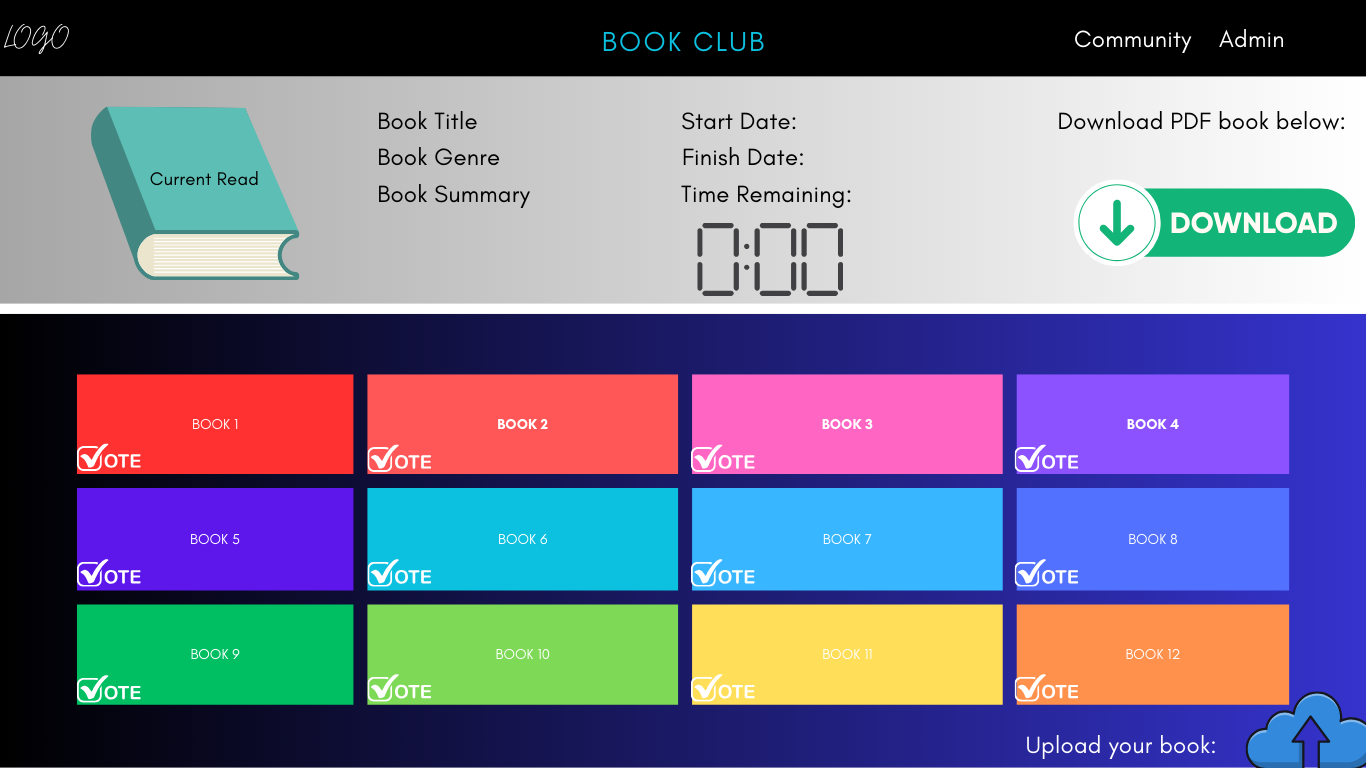 LOGO
BOOK CLUB
Community Admin
Current Read
Book Title
Book Genre
Book Summary
Start Date:
Finish Date:
Time Remaining:
0:00
Download PDF book below:
DOWNLOAD
BOOK 1
VOTE
BOOK 2
VOTE
BOOK 3
VOTE
BOOK 4
VOTE
BOOK 5
VOTE
BOOK 6
VOTE
BOOK 7
VOTE
BOOK 8
VOTE
BOOK 9
VOTE
BOOK 10
VOTE
BOOK 11
VOTE
BOOK 12
VOTE
Upload your book: